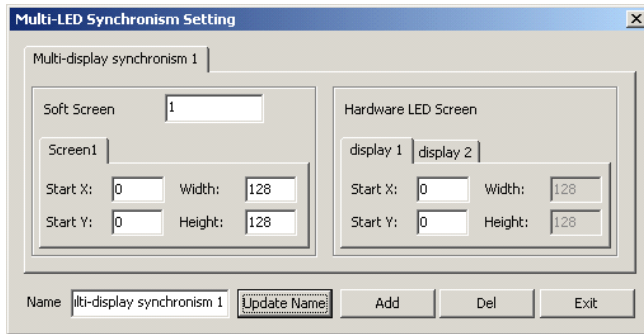 Multi-LED Synchronism Setting
Multi-display synchronism 1
Soft Screen 1
Screen1
Start X: 0 Width: 128
Start Y: 0 Height: 128
Hardware LED Screen
display 1 display 2
Start X: 0 Width: 128
Start Y: 0 Height: 128
Name lti-display synchronism 1 Update Name Add Del Exit